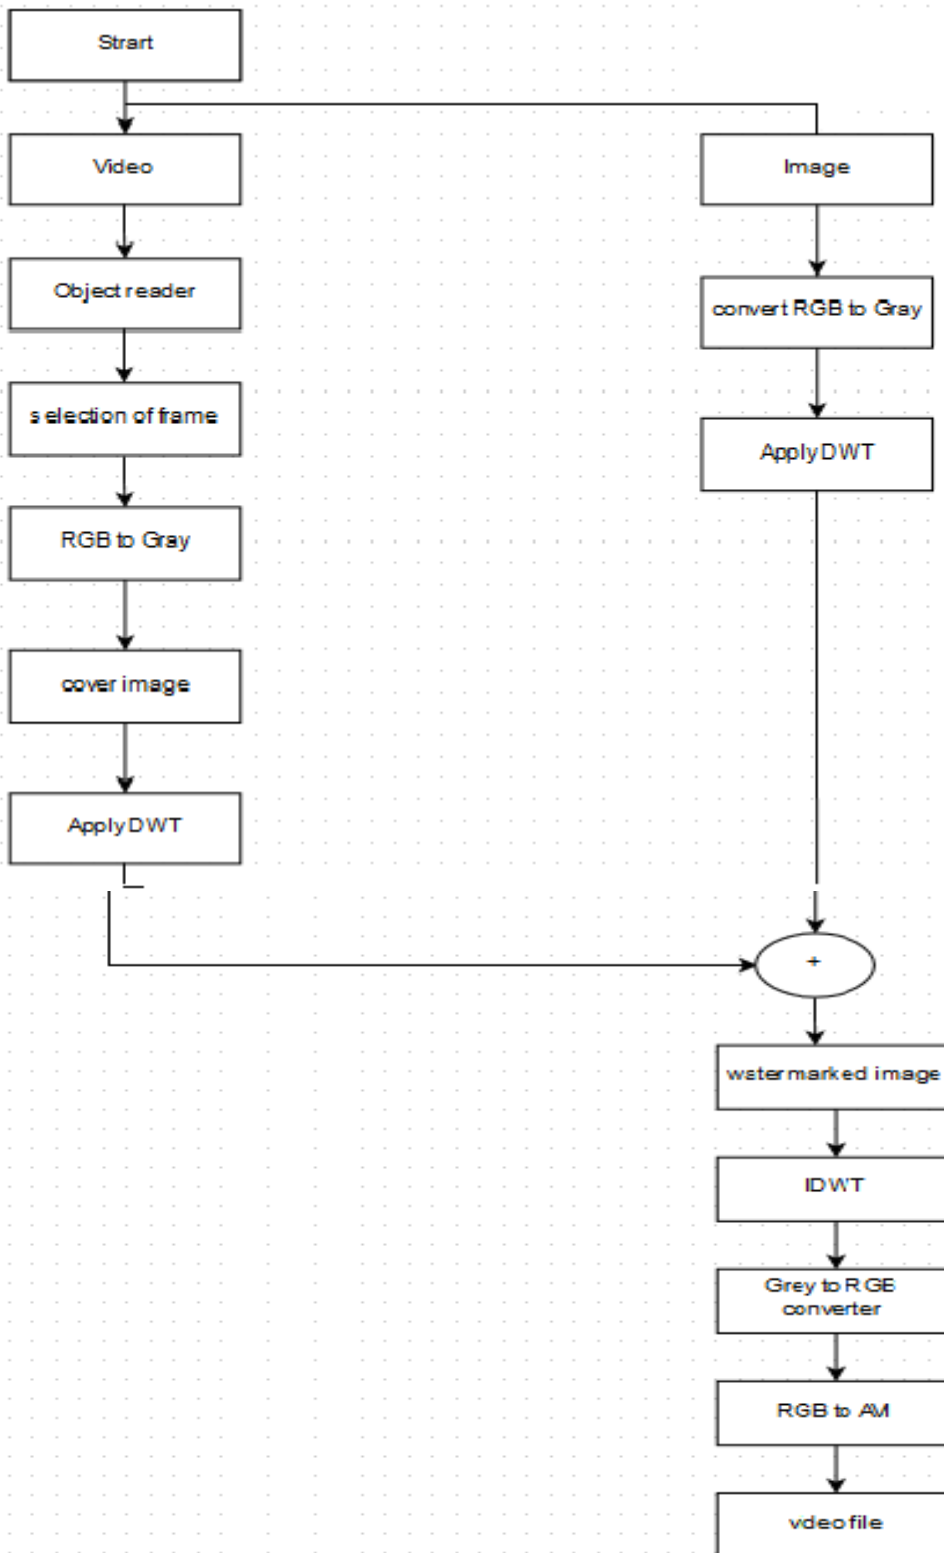 Strart
Video
Image
Object reader
convert RGB to Gray
selection of frame
Apply DWT
RGB to Gray
cover image
Apply DWT
+
watermarked image
IDWT
Grey to RGB
converter
RGB to AVI
vdeo file